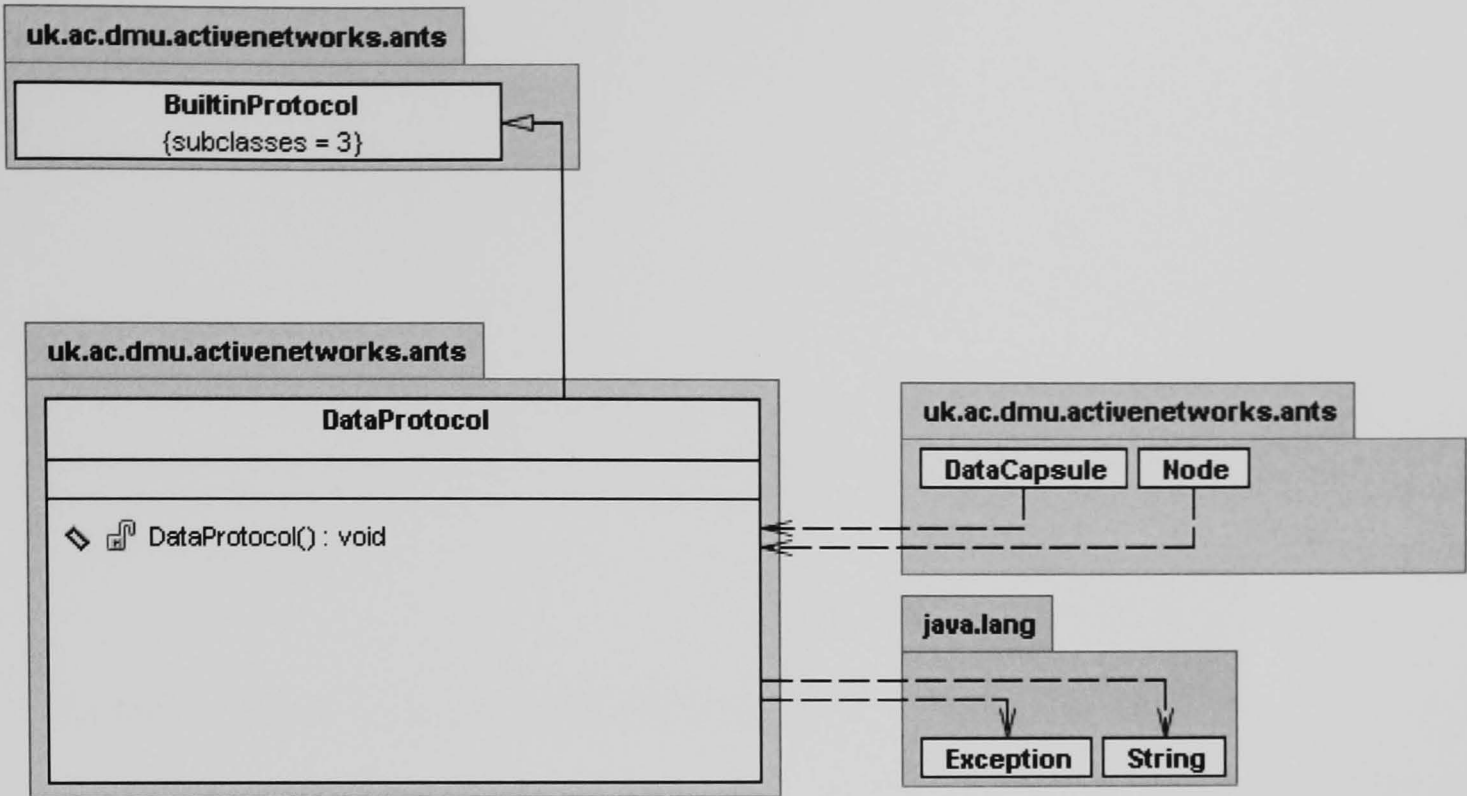 uk.ac.dmu.activenetworks.ants
BuiltinProtocol
{subclasses = 3}
uk.ac.dmu.activenetworks.ants
DataProtocol
DataProtocol() : void
uk.ac.dmu.activenetworks.ants
DataCapsule
Node
java.lang
Exception
String